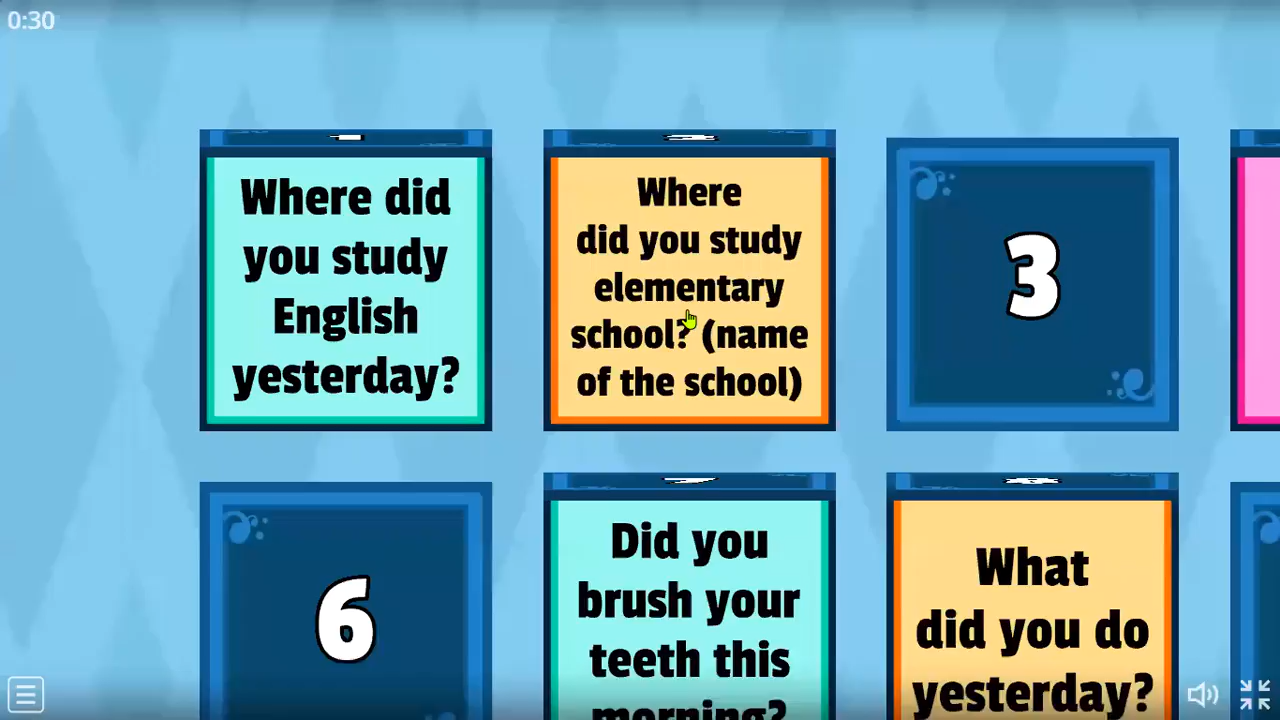 0:30
Where did
you study
English
yesterday?
Where
did you study
elementary
school? (name
of the school)
3
6
Did you
brush your
teeth this
morning?
What
did you do
yesterday?